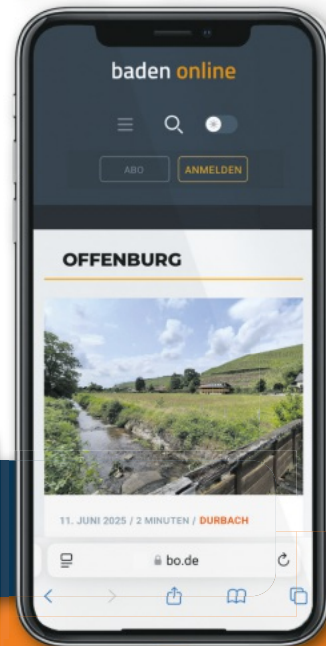 baden online
ABO
ANMELDEN
OFFENBURG
11. JUNI 2025 / 2 MINUTEN / DURBACH
bo.de